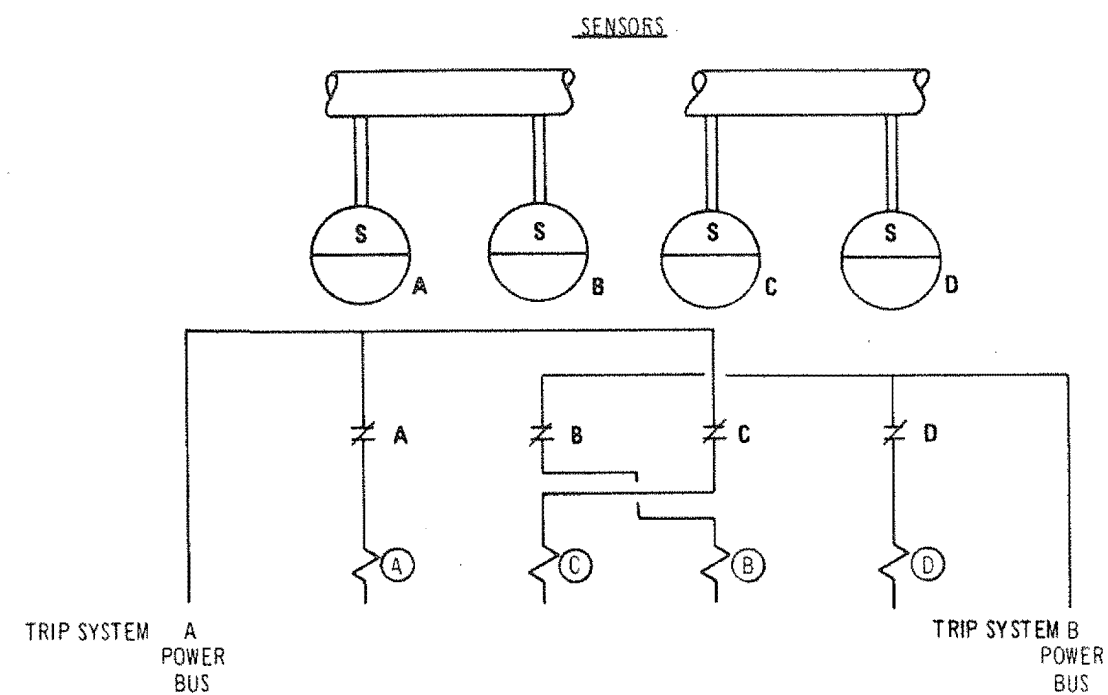 SENSORS
S S S S
A B C D
A B C D
A C B D
TRIP SYSTEM A TRIP SYSTEM B
POWER POWER
BUS BUS